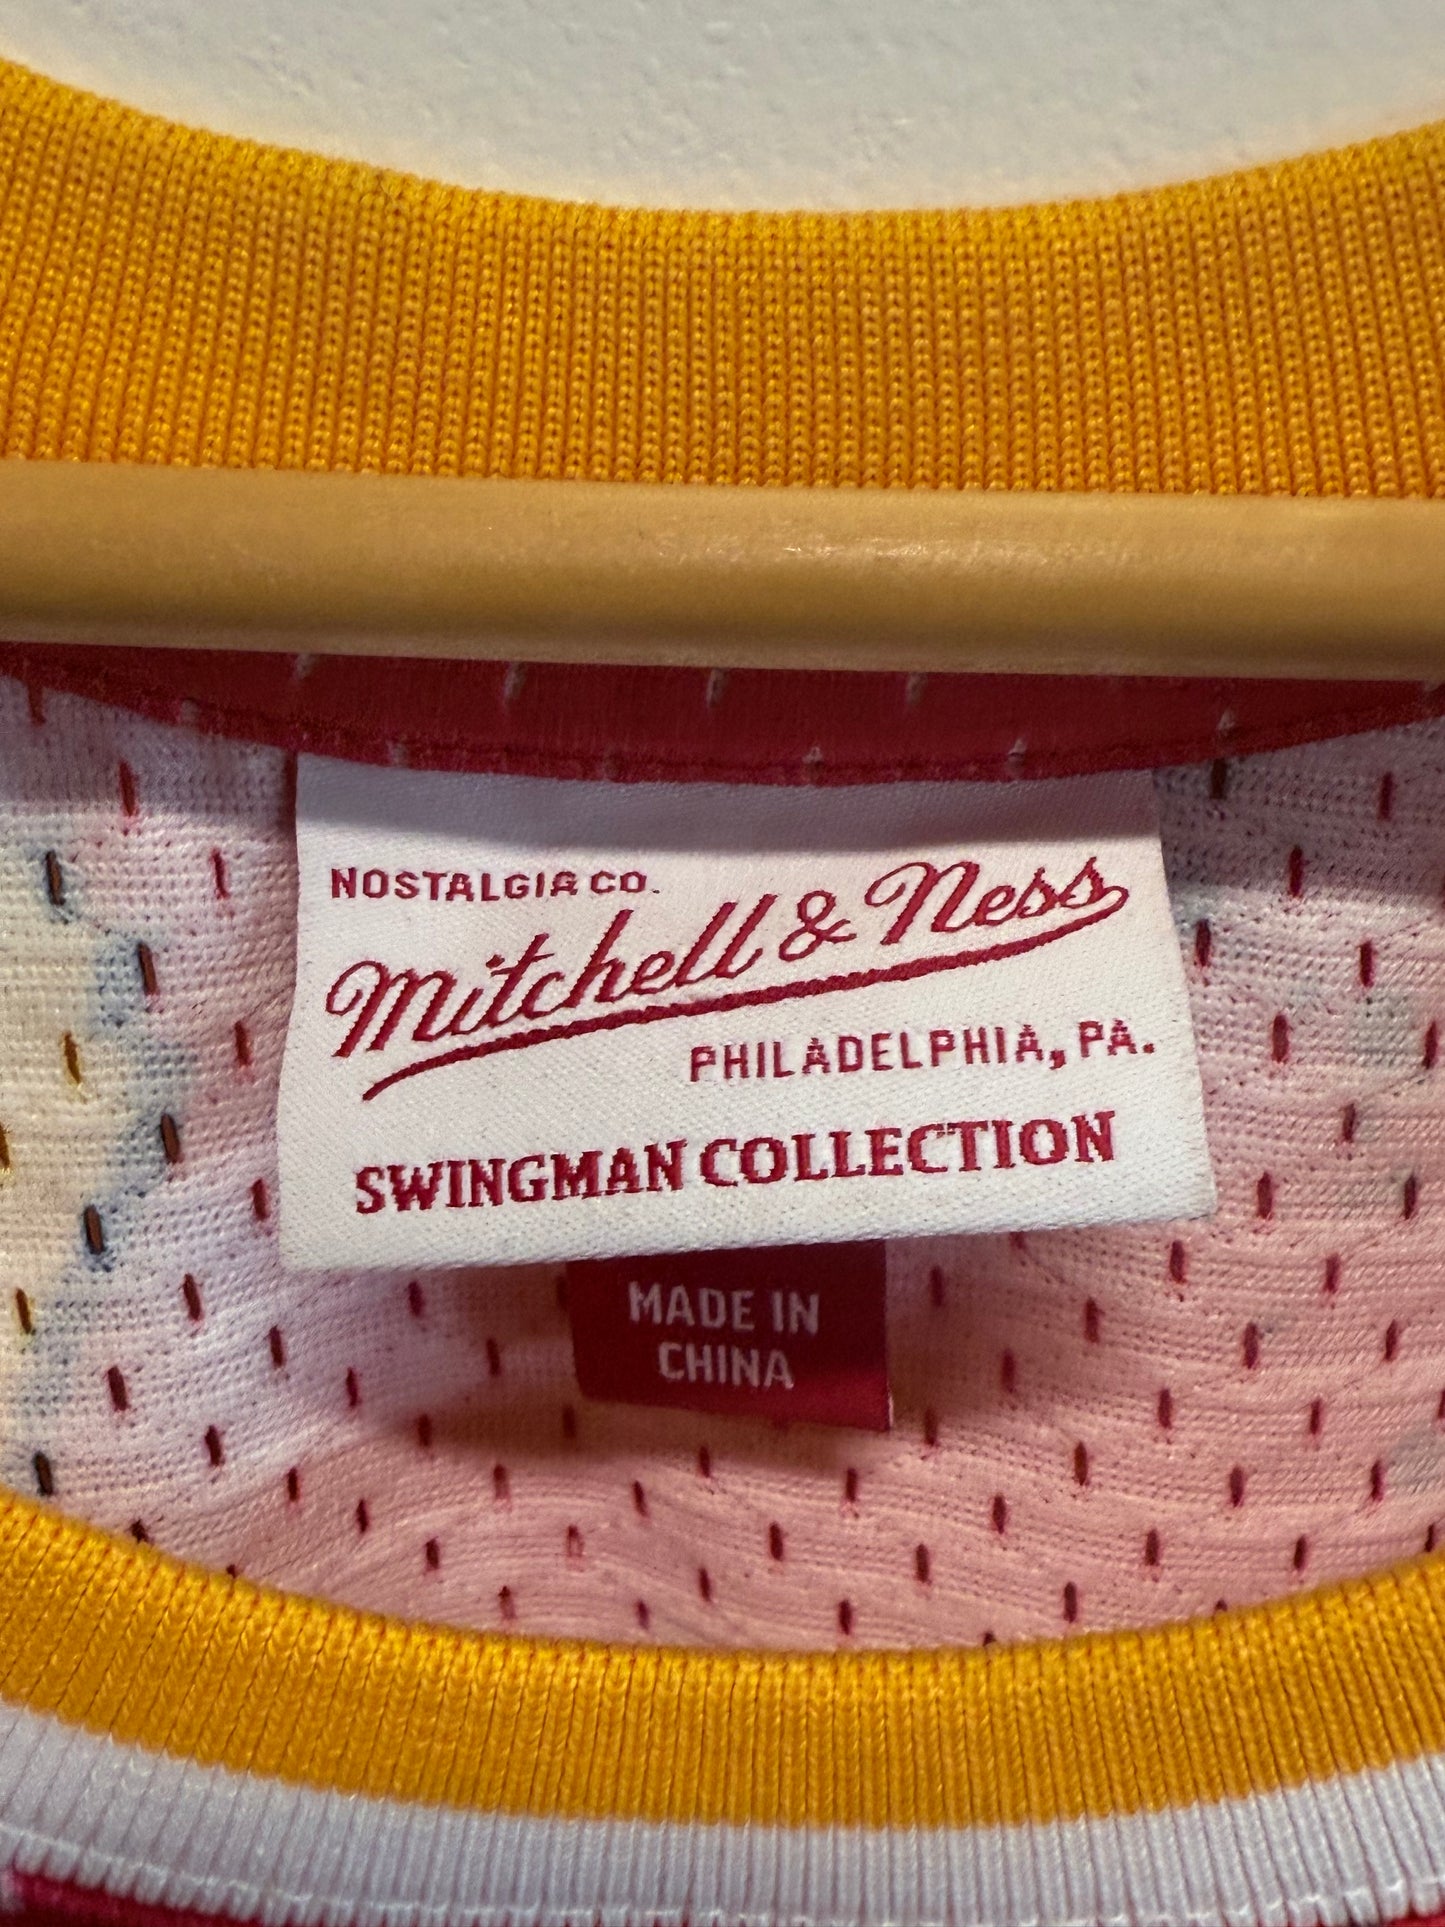 NOSTALGIA CO.
Mitchell & Ness
PHILADELPHIA, PA.
SWINGMAN COLLECTION
MADE IN
CHINA